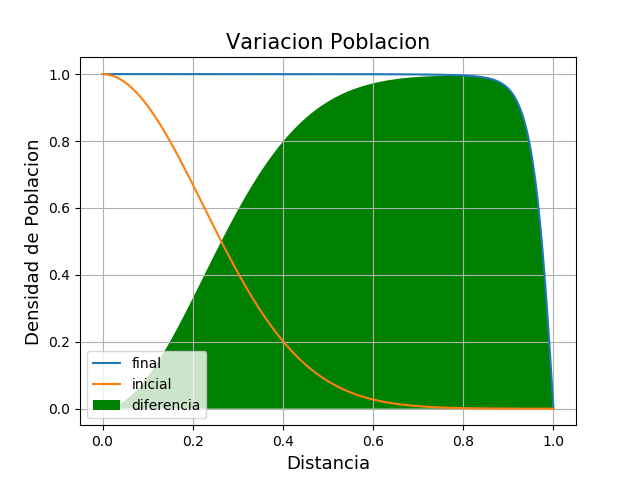 Variacion Poblacion
Densidad de Poblacion
1.0
0.8
0.6
0.4
0.2
0.0
final
inicial
diferencia
0.0 0.2 0.4 0.6 0.8 1.0
Distancia